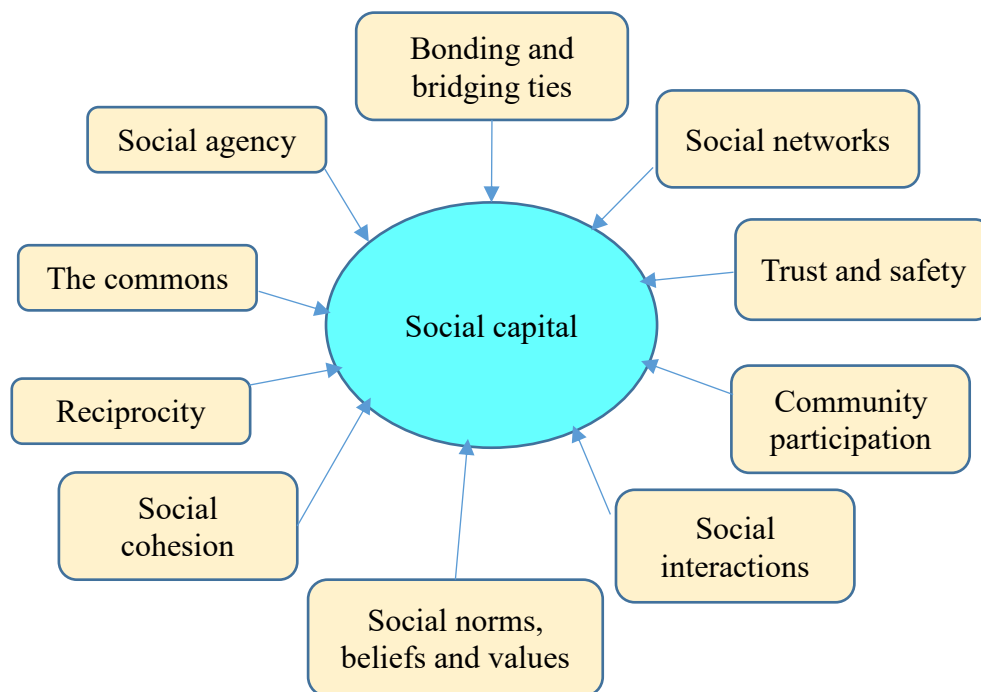 Bonding and
bridging ties
Social networks
Social agency
Trust and safety
The commons
Social capital
Community
participation
Reciprocity
Social
cohesion
Social
interactions
Social norms,
beliefs and values